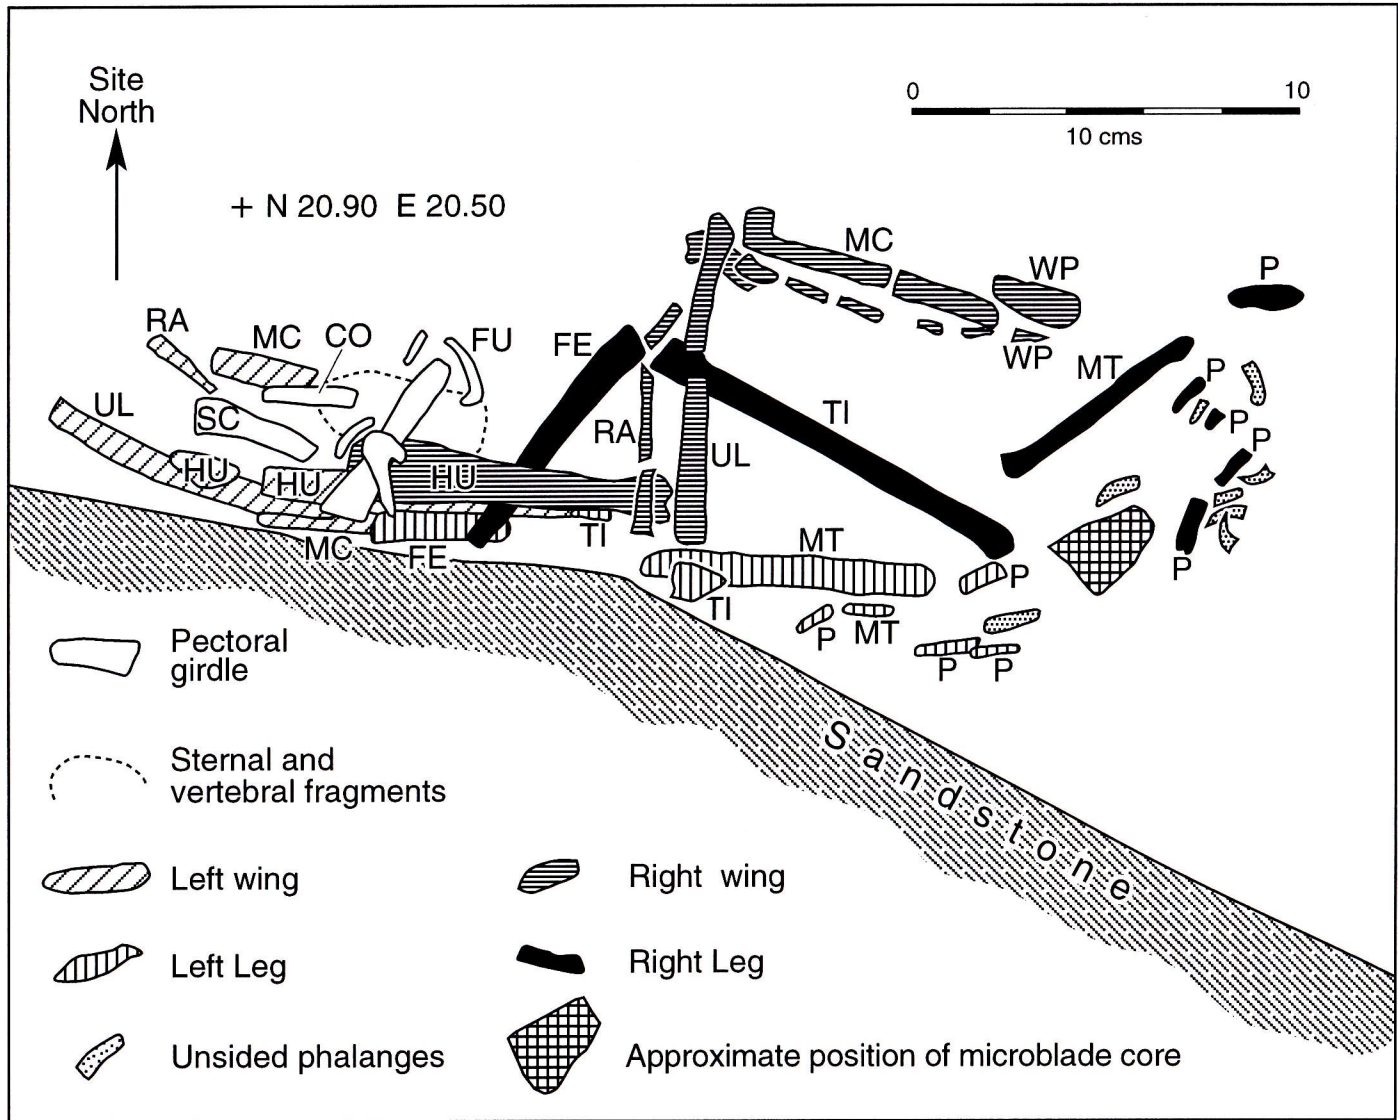 Site
North
0 10
10 cms
+ N 20.90 E 20.50
MC
WP
P
RA
MC
CO
FU
FE
WP
MT
P
UL
SC
RA
UL
TI
P
P
HU
HU
HU
MC
FE
TI
MT
P
P
TI
P
MT
P
P
Pectoral
girdle
Sandstone
Sternal and
vertebral fragments
Left wing
Right wing
Left Leg
Right Leg
Unsided phalanges
Approximate position of microblade core